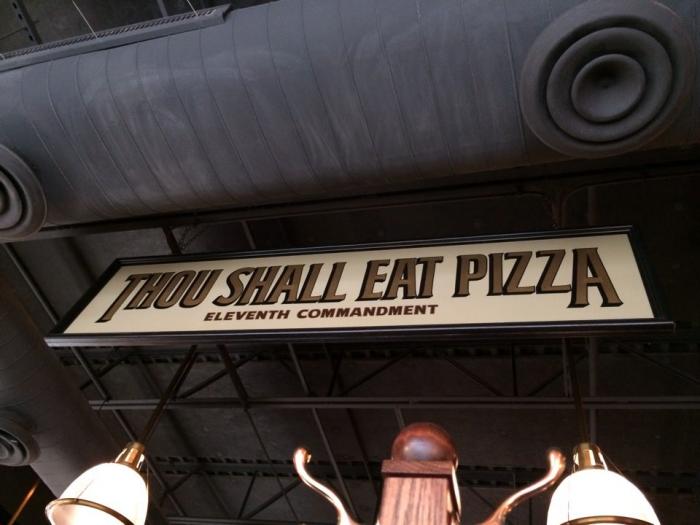 THOU SHALL EAT PIZZA
ELEVENTH COMMANDMENT